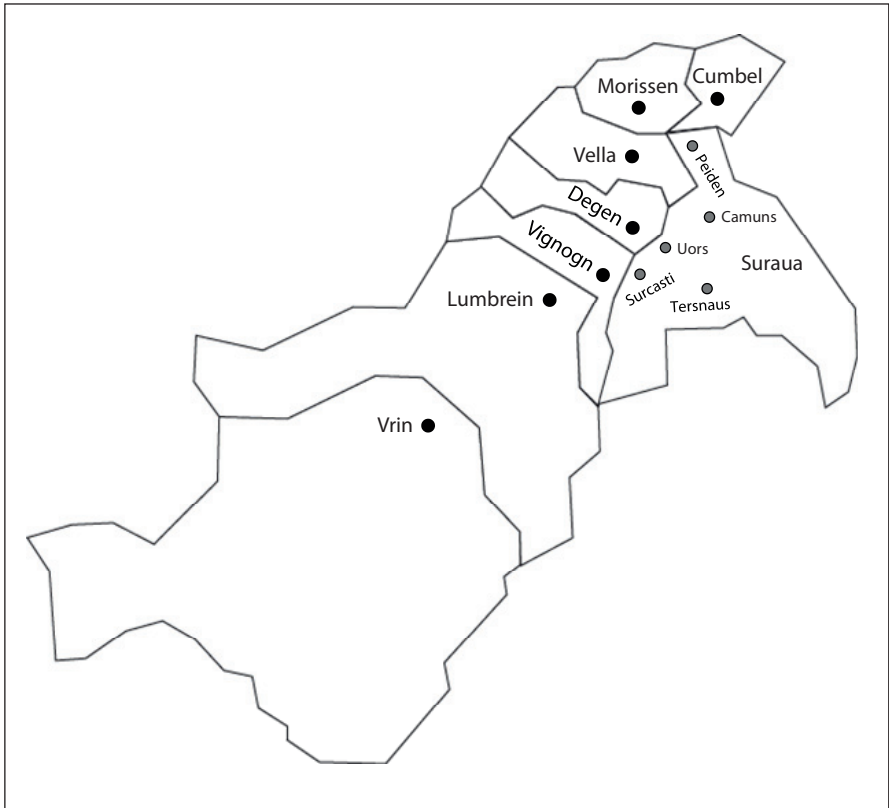 Cumbel
Morissen
Vella
Peiden
Degen
Camuns
Vignogn
Uors
Suraua
Surcasti
Lumbrein
Tersnaus
Vrin